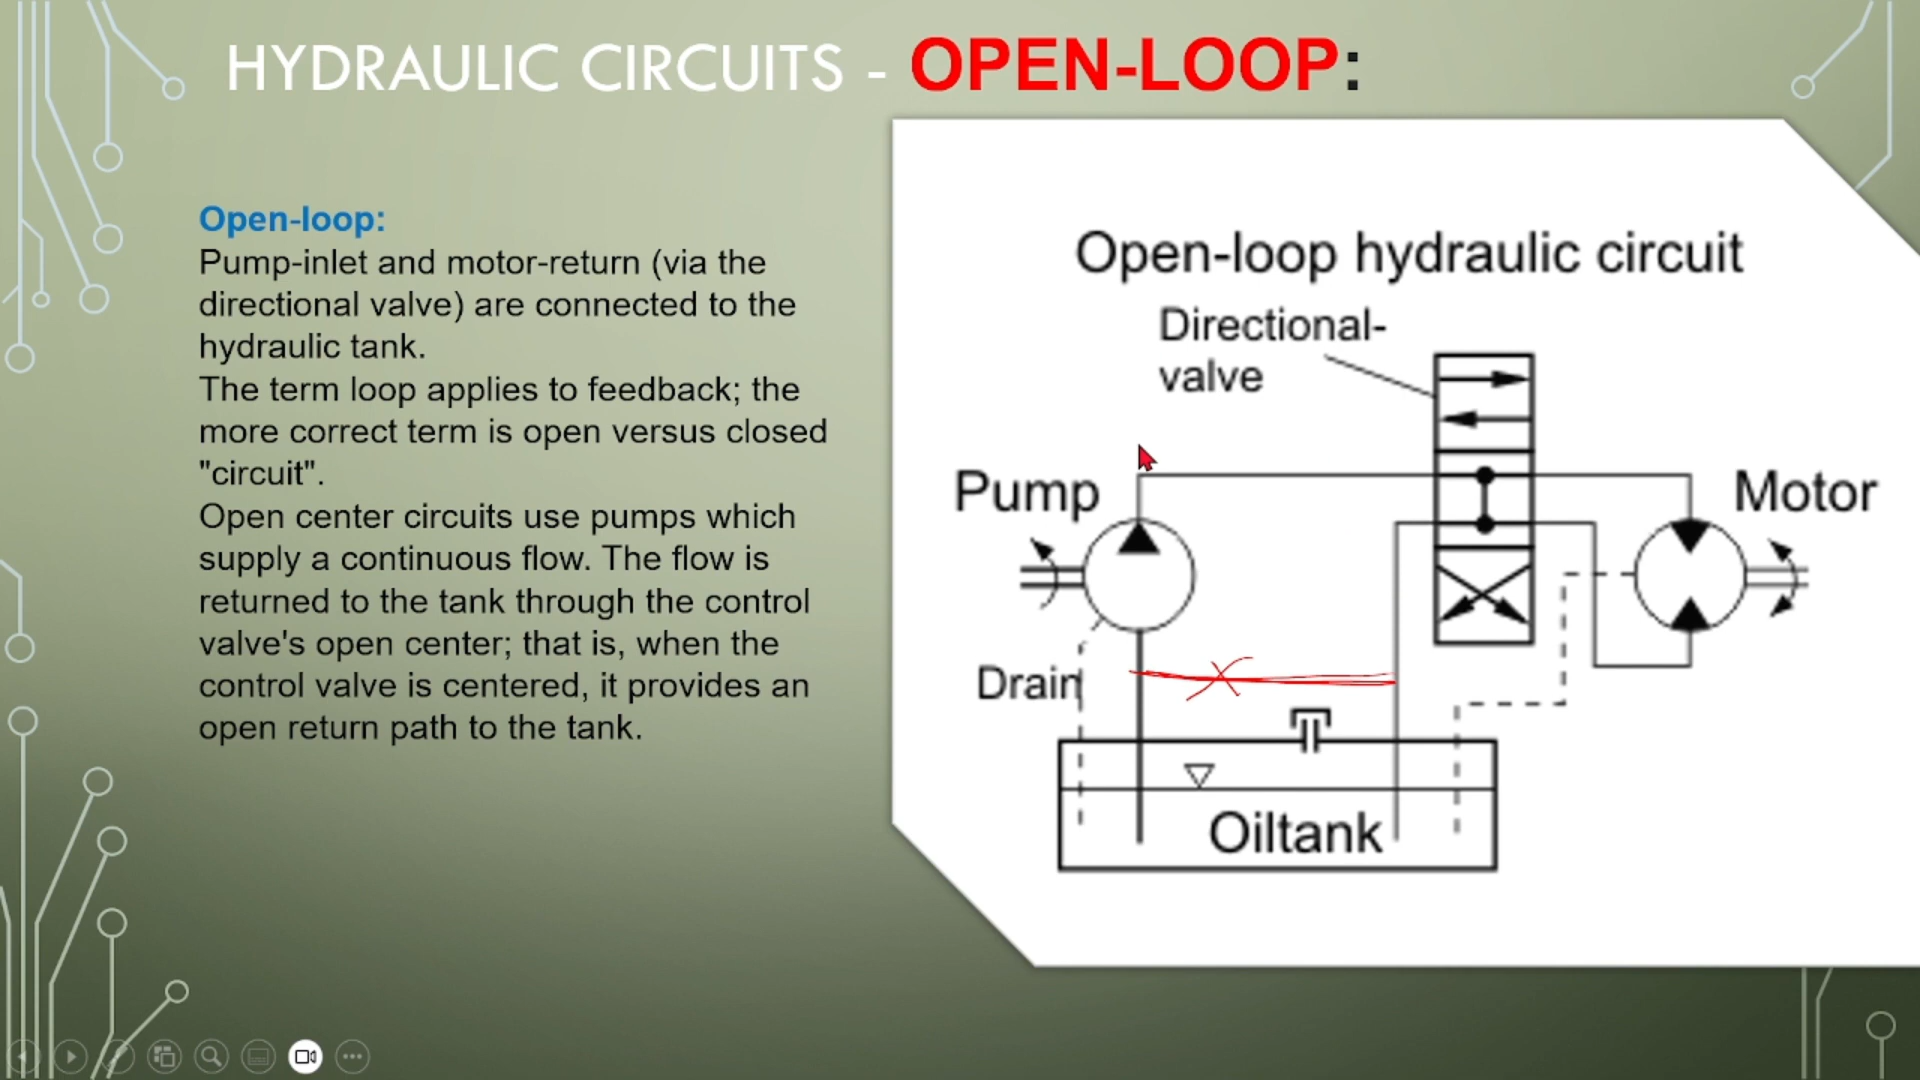 HYDRAULIC CIRCUITS - OPEN-LOOP:
Open-loop:
Pump-inlet and motor-return (via the
directional valve) are connected to the
hydraulic tank.
The term loop applies to feedback; the
more correct term is open versus closed
"circuit".
Open center circuits use pumps which
supply a continuous flow. The flow is
returned to the tank through the control
valve's open center; that is, when the
control valve is centered, it provides an
open return path to the tank.
Open-loop hydraulic circuit
Directional-
valve
Pump
Motor
Drain
Oiltank